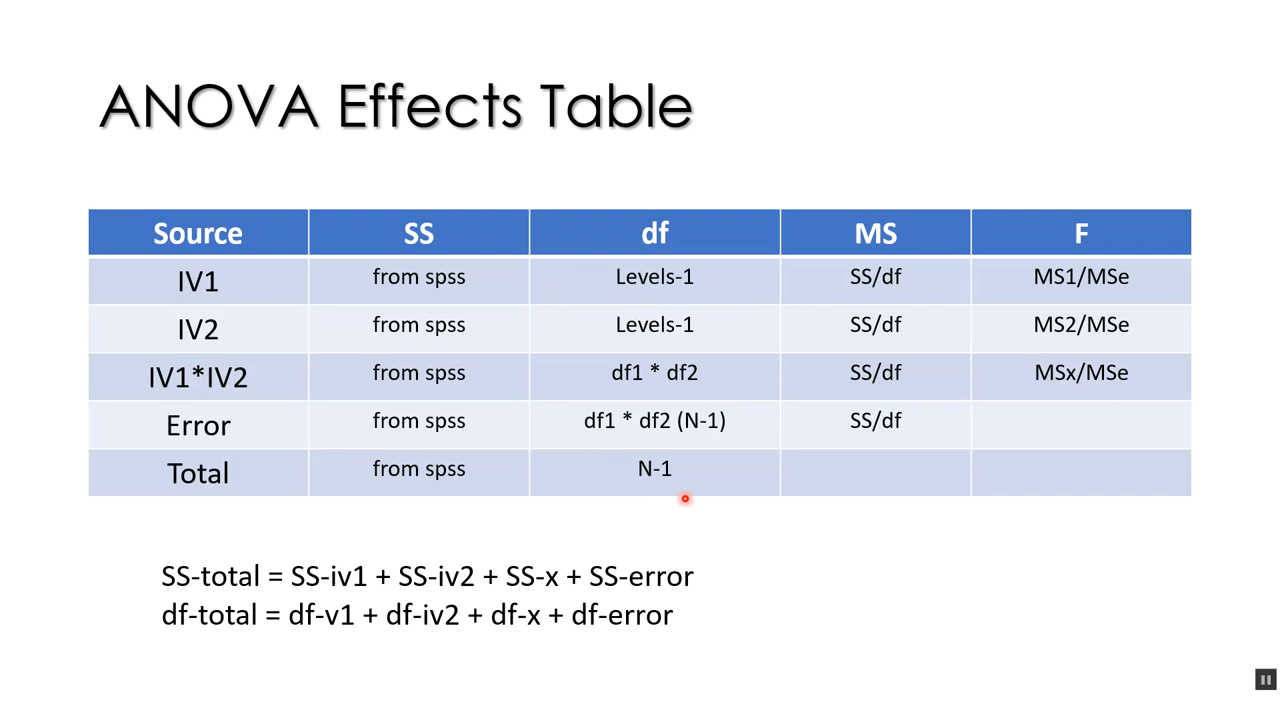 ANOVA Effects Table
Source SS df MS F
IV1 from spss Levels-1 SS/df MS1/MSe
IV2 from spss Levels-1 SS/df MS2/MSe
IV1*IV2 from spss df1 * df2 SS/df MSx/MSe
Error from spss df1 * df2 (N-1) SS/df
Total from spss N-1
SS-total = SS-iv1 + SS-iv2 + SS-x + SS-error
df-total = df-v1 + df-iv2 + df-x + df-error